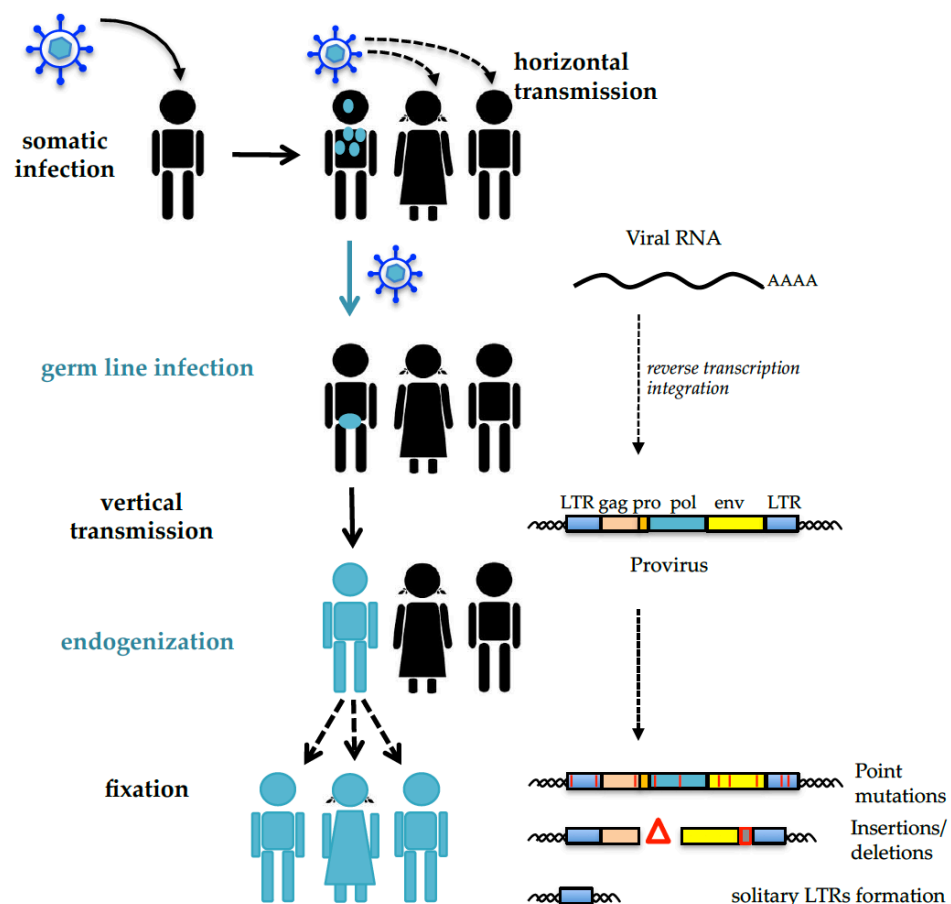 horizontal
transmission
somatic
infection
Viral RNA
AAAA
germ line infection
reverse transcription
integration
vertical
transmission
LTR gag pro pol env LTR
Provirus
endogenization
fixation
Point
mutations
Δ
Insertions/
deletions
solitary LTRs formation